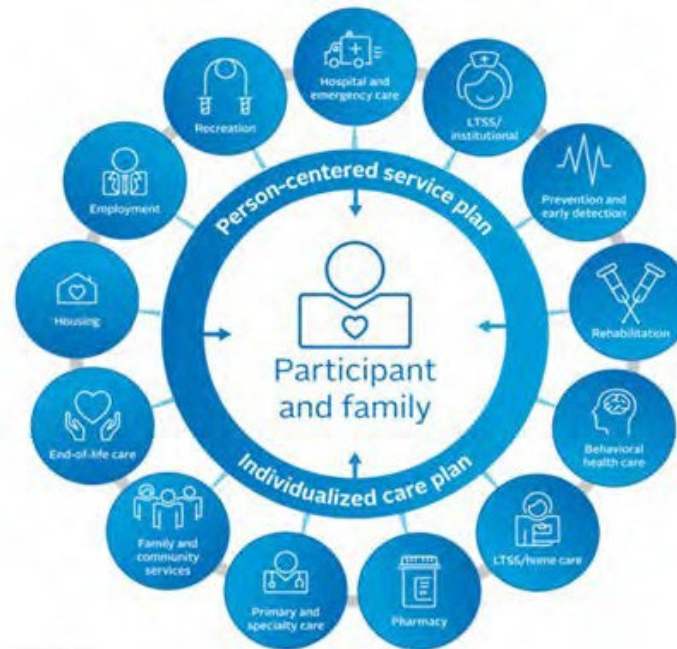 Hospital and
emergency care
LTSS/
institutional
Prevention and
early detection
Rehabilitation
Behavioral
health care
LTSS/home care
Pharmacy
Primary and
specialty care
Family and
community
services
End-of-life care
Housing
Employment
Recreation
Person-centered service plan
Participant
and family
Individualized care plan